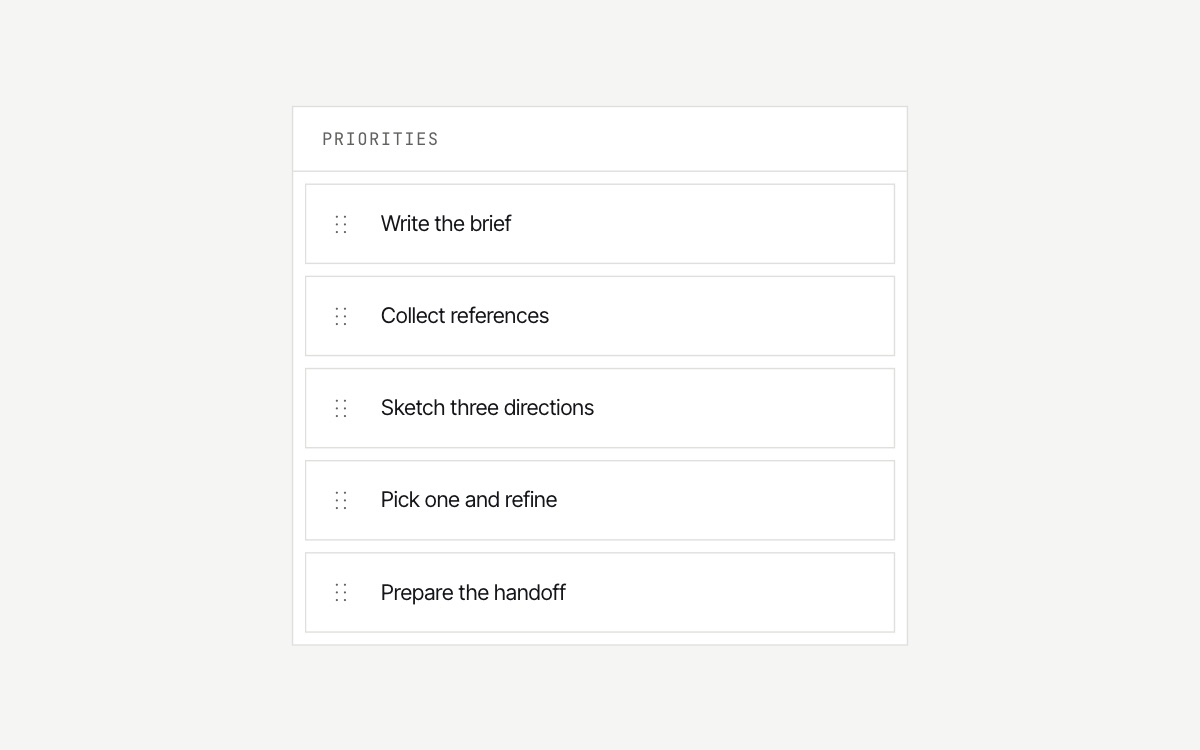 PRIORITIES
Write the brief
Collect references
Sketch three directions
Pick one and refine
Prepare the handoff